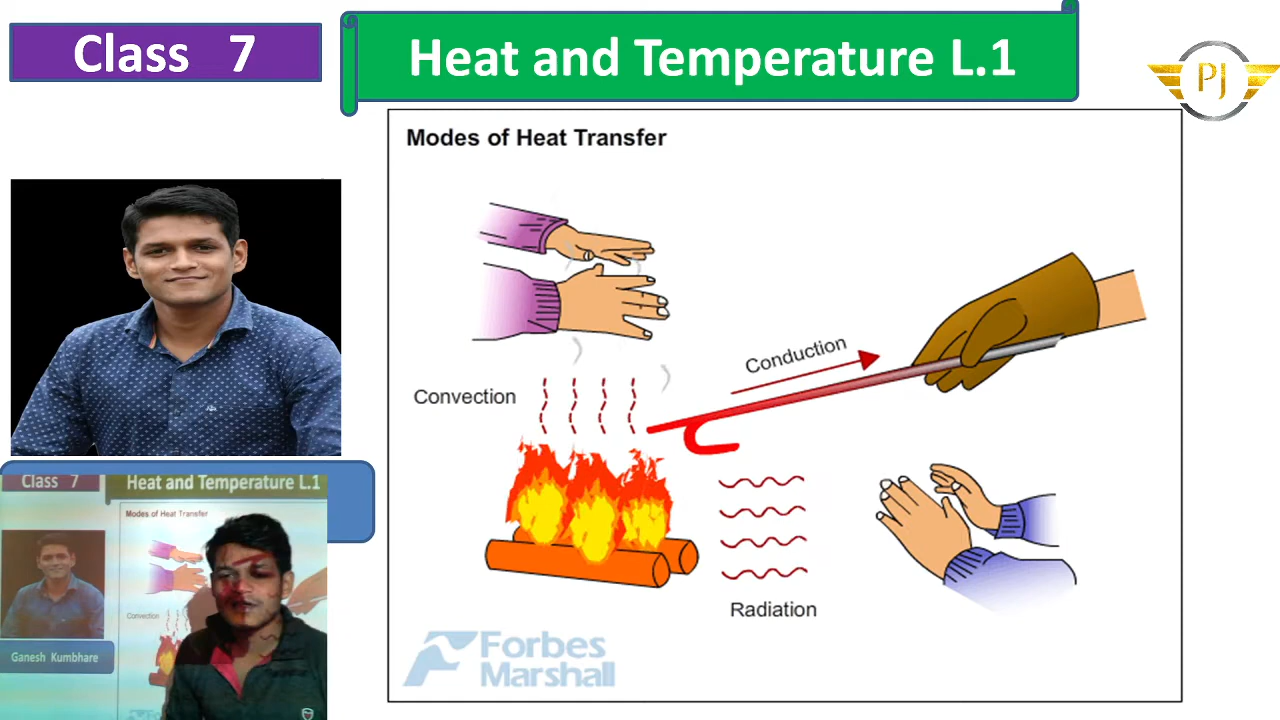 Class 7
Heat and Temperature L.1
PJ
Modes of Heat Transfer
Conduction
Convection
Radiation
Forbes
Marshall
Class 7
Heat and Temperature L.1
Modes of Heat Transfer
Convection
Ganesh Kumbhare